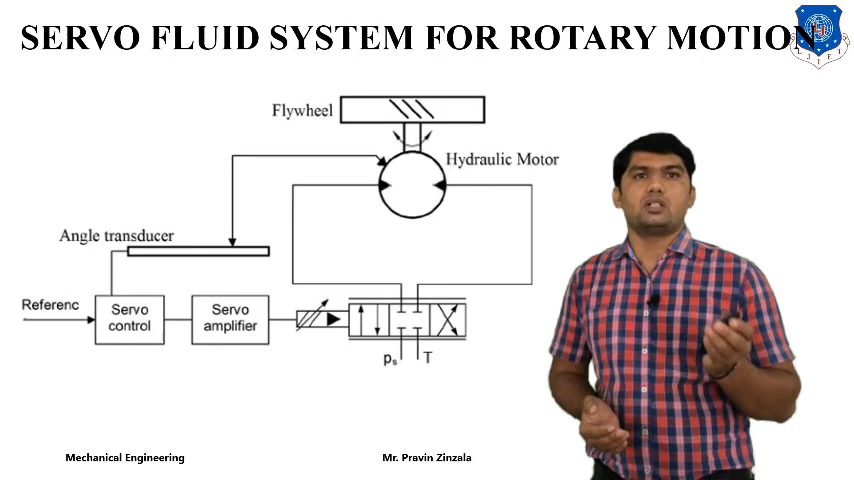 SERVO FLUID SYSTEM FOR ROTARY MOTION
Flywheel
Hydraulic Motor
Angle transducer
Referenc
Servo control
Servo amplifier
ps
T
Mechanical Engineering
Mr. Pravin Zinzala